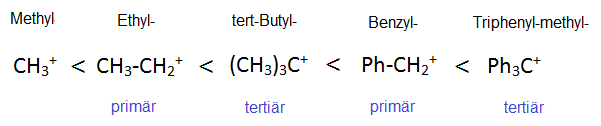 Methyl Ethyl- tert-Butyl- Benzyl- Triphenyl-methyl-
CH₃⁺ < CH₃-CH₂⁺ < (CH₃)₃C⁺ < Ph-CH₂⁺ < Ph₃C⁺
primär tertiär primär tertiär